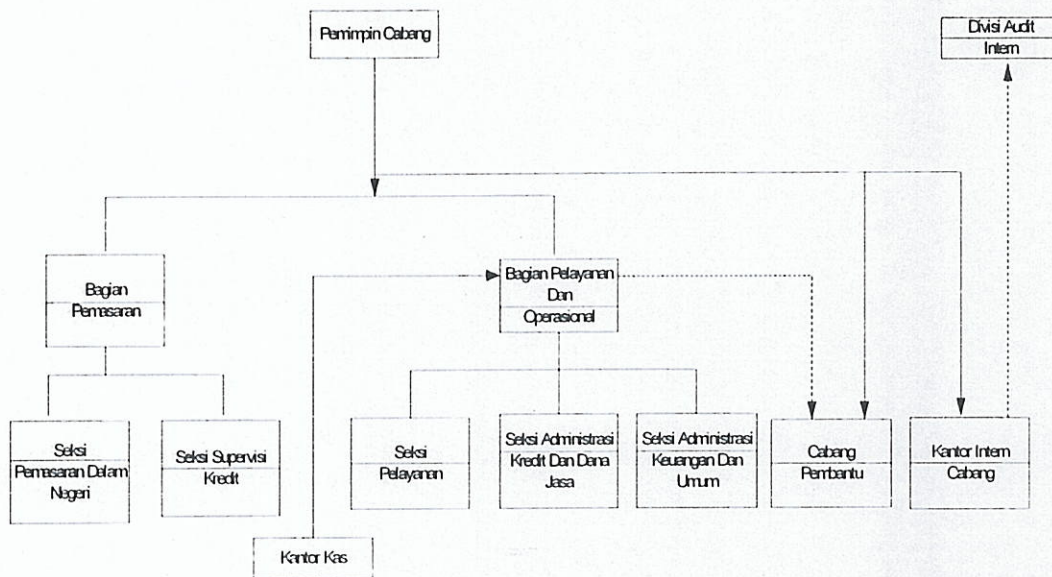 Pemimpin Cabang
Divisi Audit
Intern
Bagian
Pemasaran
Bagian Pelayanan
Dan
Operasional
Seksi
Pemasaran Dalam
Negeri
Seksi Supervisi
Kredit
Seksi
Pelayanan
Seksi Administrasi
Kredit Dan Dana
Jasa
Seksi Administrasi
Keuangan Dan
Umum
Cabang
Pembantu
Kantor Intern
Cabang
Kantor Kas